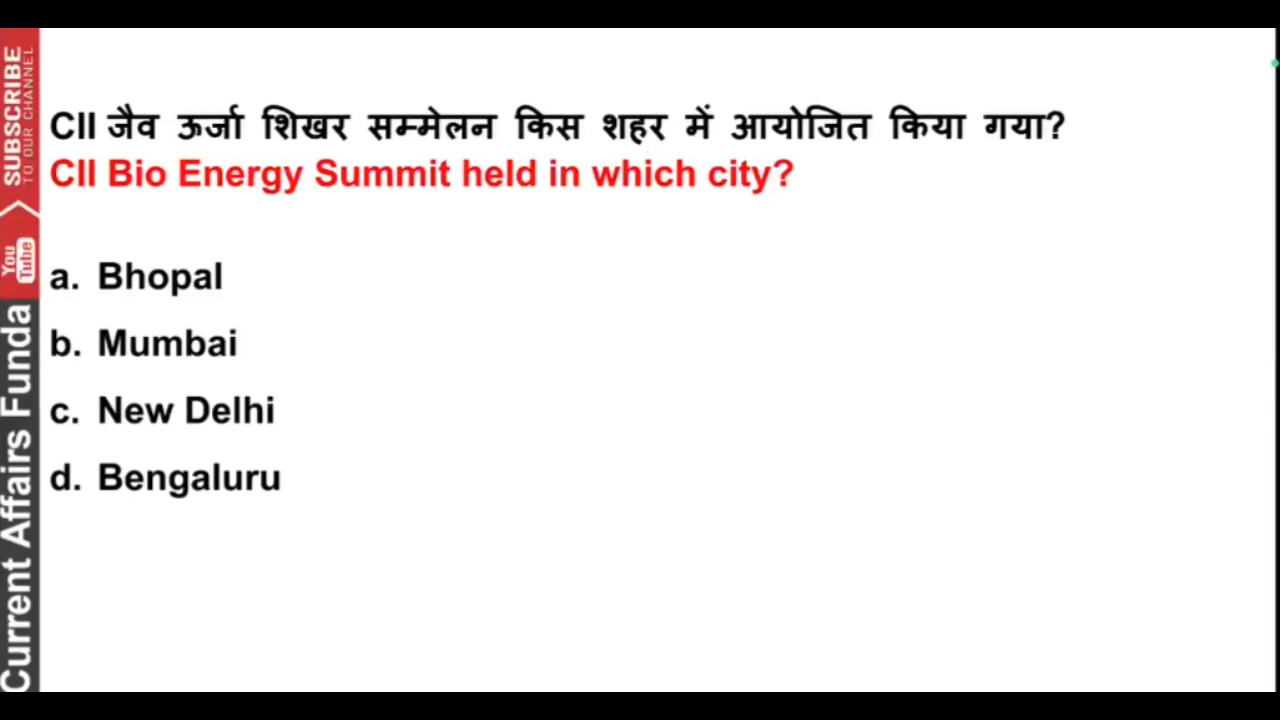 CII जैव ऊर्जा शिखर सम्मेलन किस शहर में आयोजित किया गया?
CII Bio Energy Summit held in which city?
a. Bhopal
b. Mumbai
c. New Delhi
d. Bengaluru
SUBSCRIBE
TO OUR CHANNEL
You
Tube
Current Affairs Funda